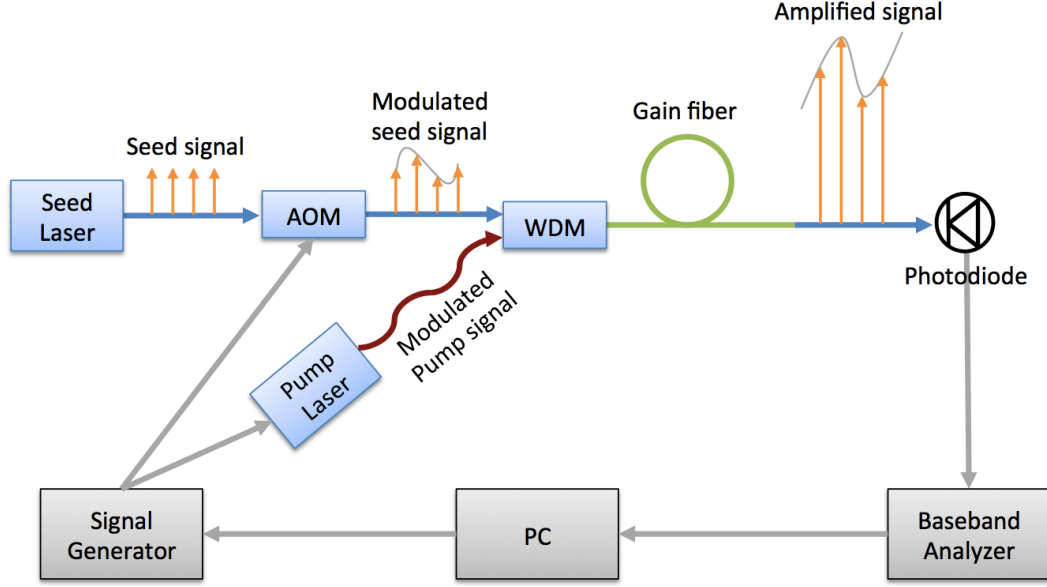 Amplified signal
Modulated
seed signal
Gain fiber
Seed signal
Seed
Laser
AOM
WDM
Photodiode
Modulated
Pump signal
Pump
Laser
Signal
Generator
PC
Baseband
Analyzer